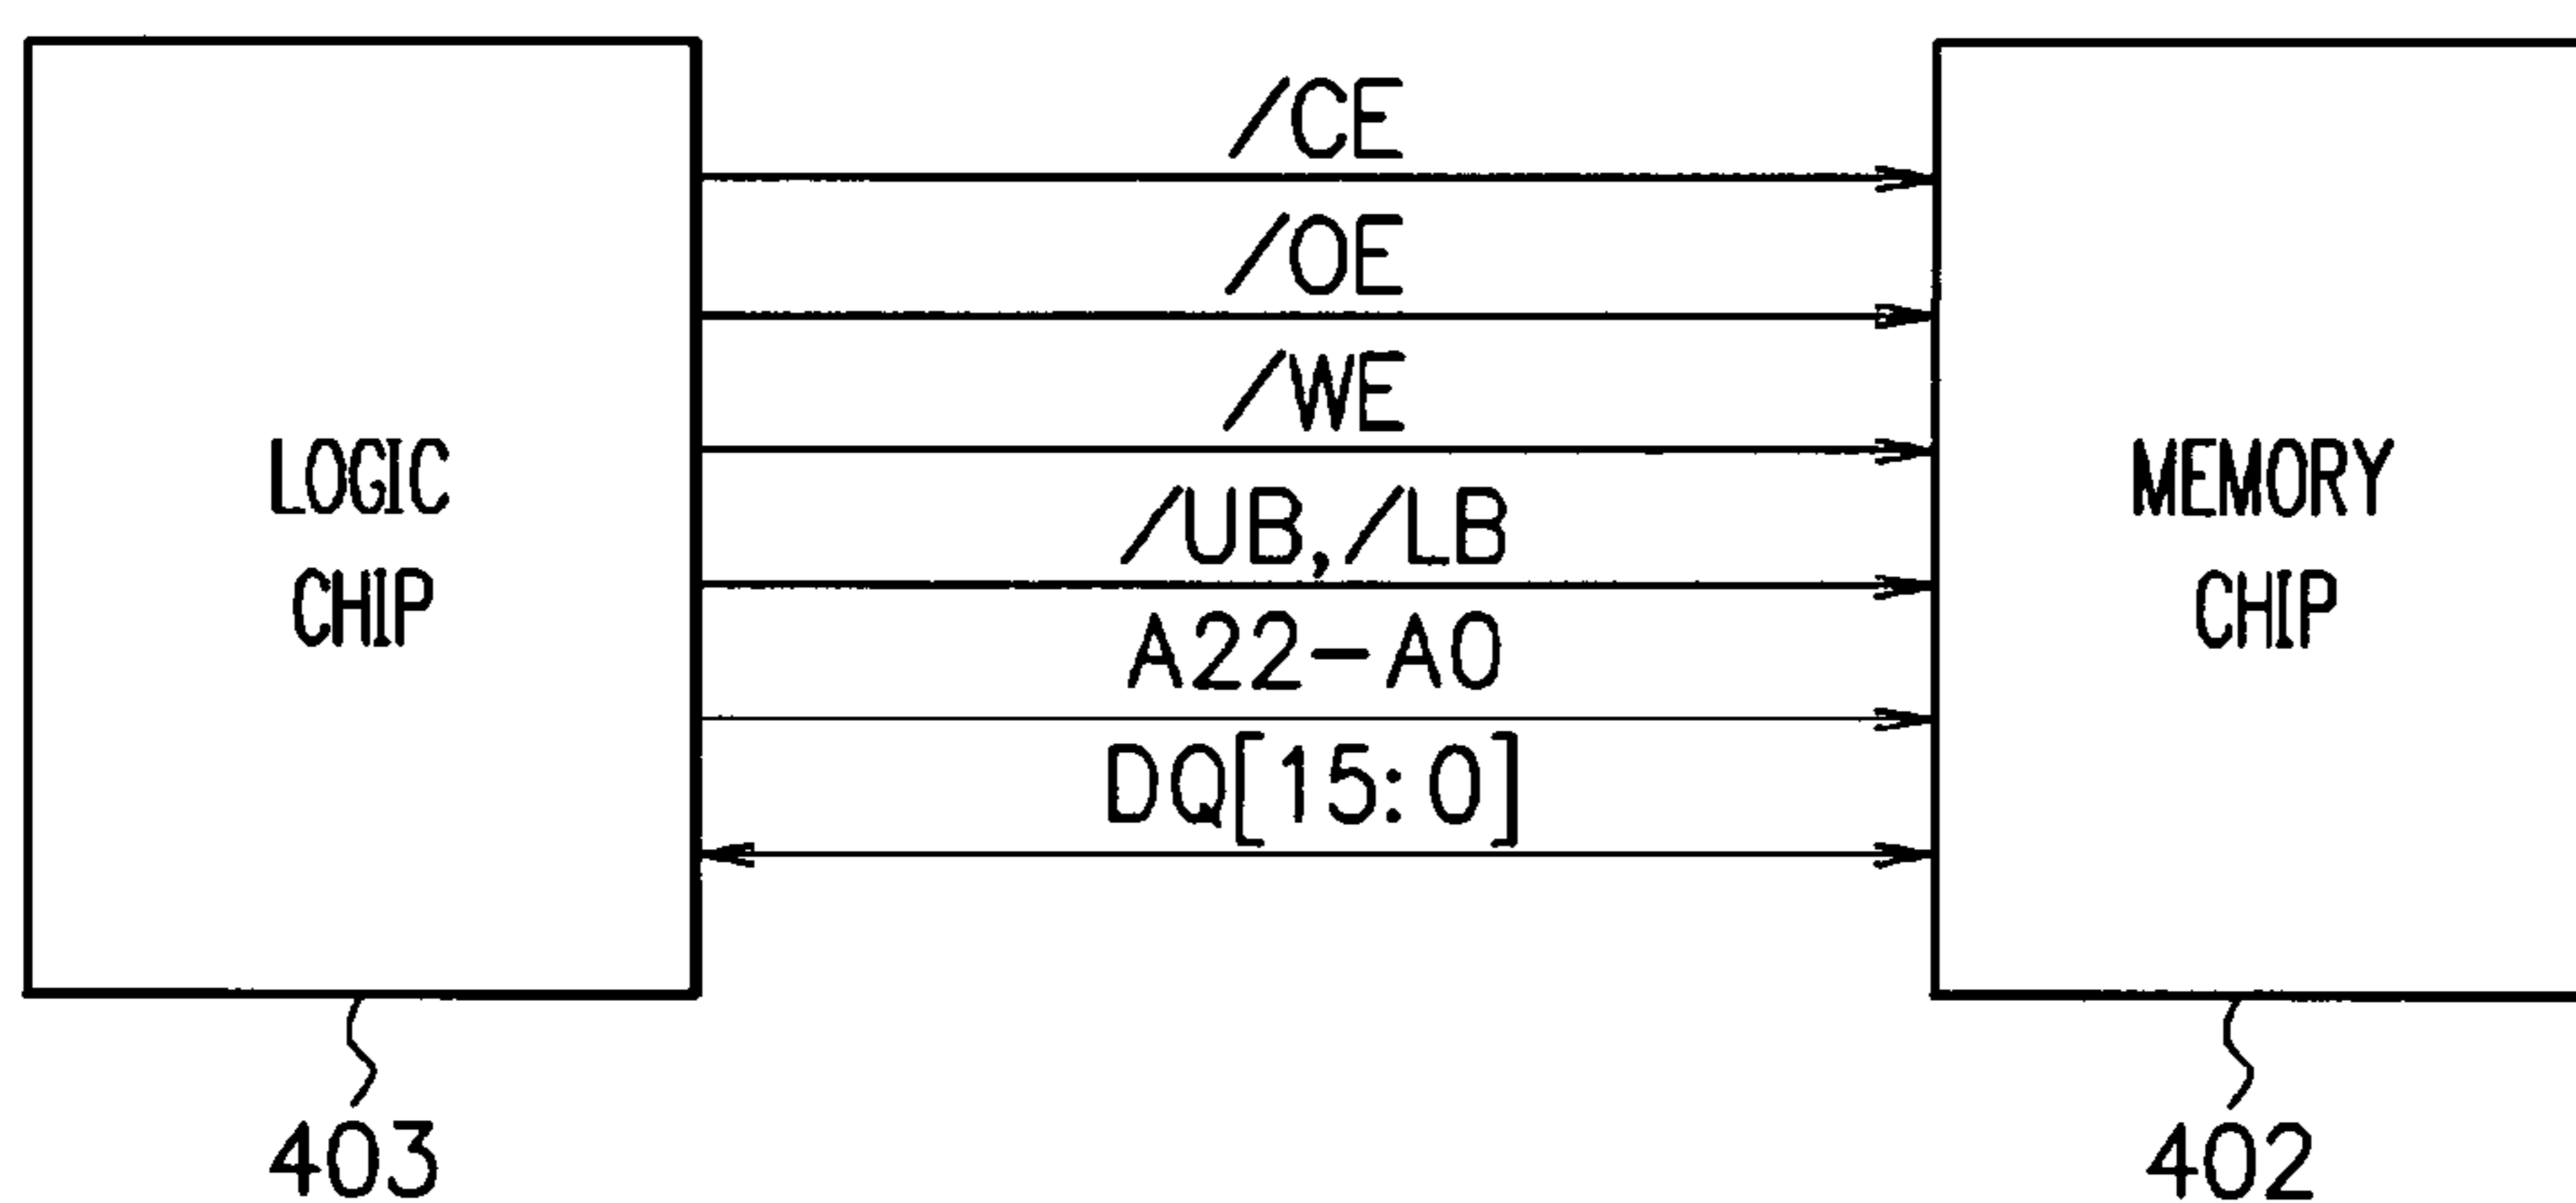 LOGIC
CHIP
/CE
/OE
/WE
/UB,/LB
A22-A0
DQ[15:0]
MEMORY
CHIP
403
402